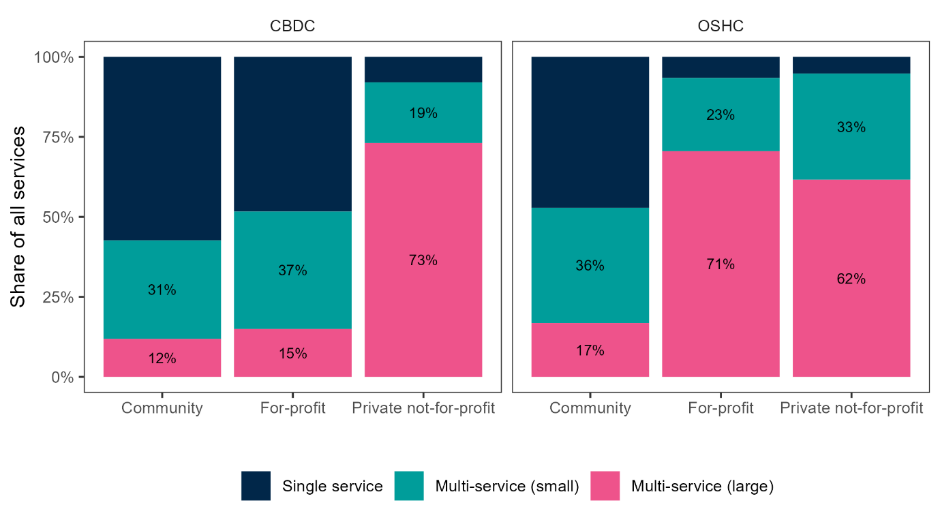 CBDC
OSHC
Share of all services
100%
75%
50%
25%
0%
31%
12%
37%
15%
19%
73%
36%
17%
23%
71%
33%
62%
Community
For-profit
Private not-for-profit
Community
For-profit
Private not-for-profit
Single service
Multi-service (small)
Multi-service (large)